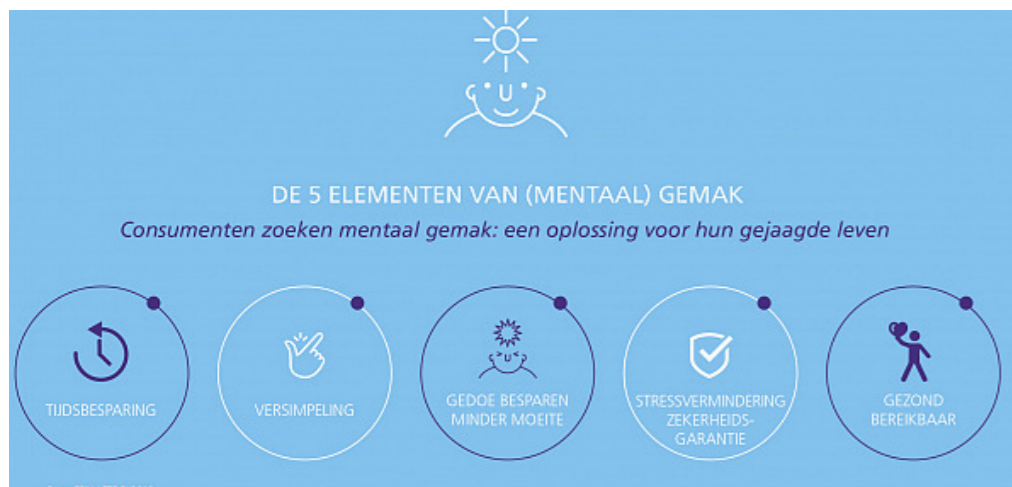 DE 5 ELEMENTEN VAN (MENTAAL) GEMAK
Consumenten zoeken mentaal gemak: een oplossing voor hun gejaagde leven
TIJDSBESPARING
VERSIMPELING
GEDOE BESPAREN
MINDER MOEITE
STRESSVERMINDERING
ZEKERHEIDS-
GARANTIE
GEZOND
BEREIKBAAR